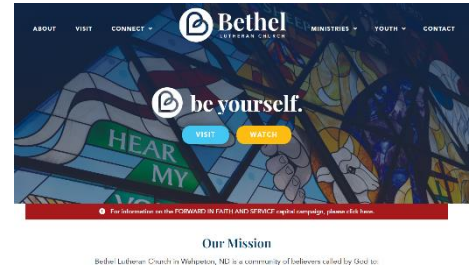 ABOUT VISIT CONNECT
Bethel
LUTHERAN CHURCH
MINISTRIES YOUTH CONTACT
be yourself.
VISIT WATCH
HEAR
MY
For information on the FORWARD IN FAITH AND SERVICE capital campaign, please click here.
Our Mission
Bethel Lutheran Church in Wahpeton, ND is a community of believers called by God to: